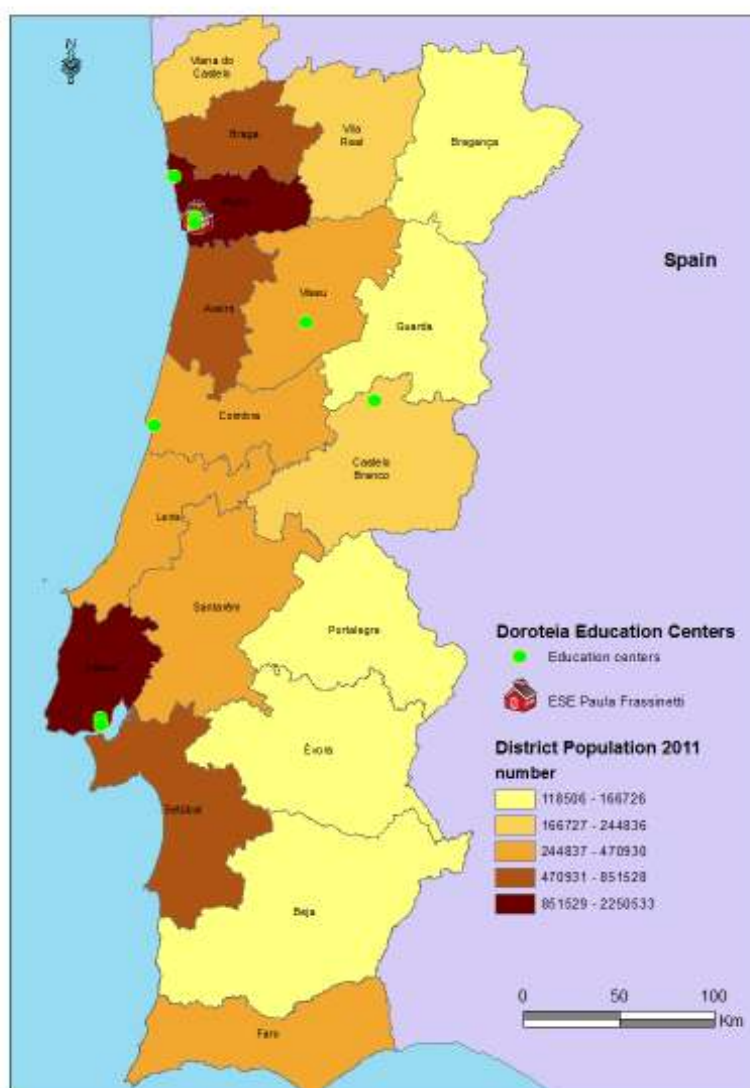 N
Viana do
Castelo
Braga
Vila
Real
Bragança
Porto
Spain
Aveiro
Viseu
Guarda
Coimbra
Castelo
Branco
Leiria
Santarém
Portalegre
Lisboa
Évora
Setúbal
Beja
Faro
Doroteia Education Centers
Education centers
ESE Paula Frassinetti
District Population 2011
number
118506 - 166726
166727 - 244836
244837 - 470930
470931 - 851528
851529 - 2250533
0 50 100
Km